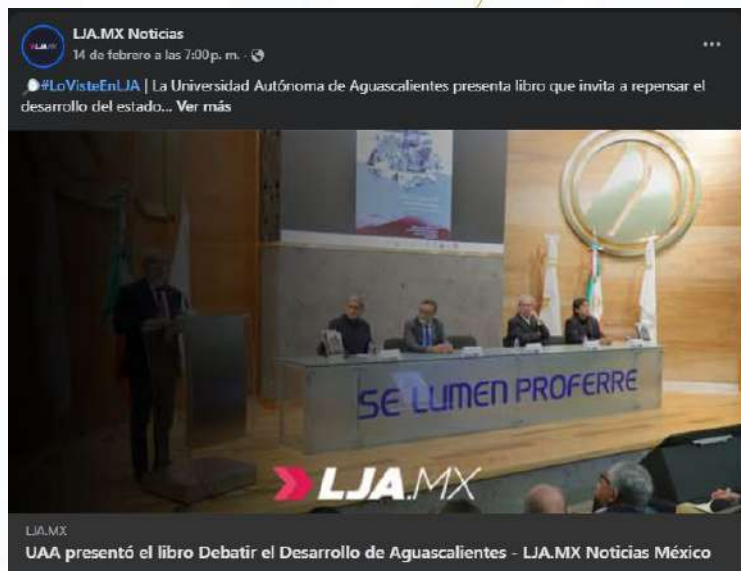 LJA.MX Noticias
14 de febrero a las 7:00 p. m. ·
#LoVisteEnLJA | La Universidad Autónoma de Aguascalientes presenta libro que invita a repensar el
desarrollo del estado... Ver más
SE LUMEN PROFERRE
LJA.MX
LJA.MX
UAA presentó el libro Debatir el Desarrollo de Aguascalientes - LJA.MX Noticias México